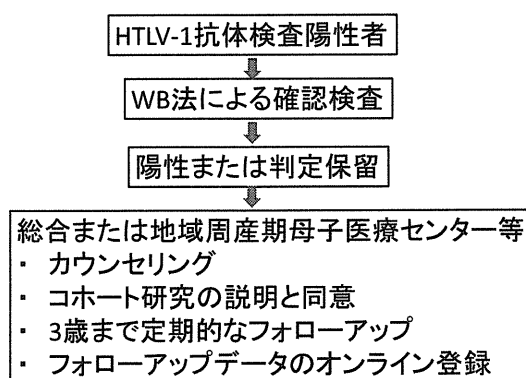 HTLV-1抗体検査陽性者
WB法による確認検査
陽性または判定保留
総合または地域周産期母子医療センター等
・ カウンセリング
・ コホート研究の説明と同意
・ 3歳まで定期的なフォローアップ
・ フォローアップデータのオンライン登録